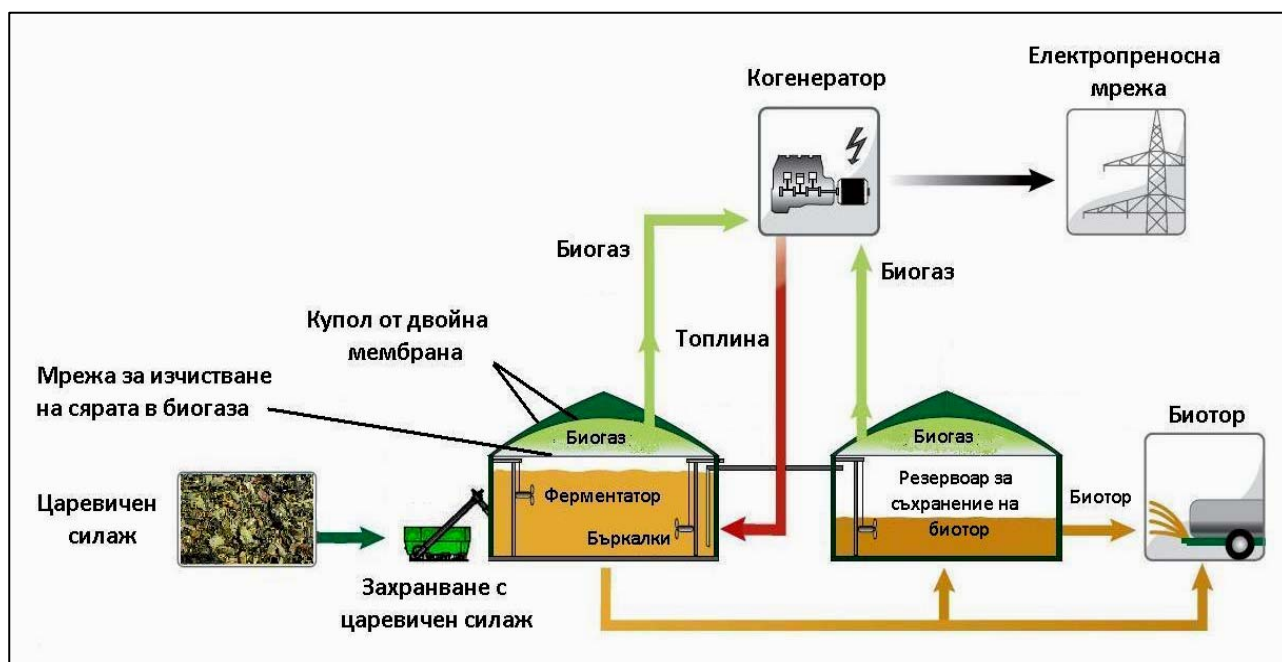 Електропреносна
мрежа
Когенератор
Биогаз
Биогаз
Купол от двойна
мембрана
Топлина
Мрежа за изчистване
на сярата в биогаза
Биогаз
Биогаз
Биотор
Царевичен
силаж
Ферментатор
Бъркалки
Резервоар за
съхранение на
биотор
Биотор
Захранване с
царевичен силаж